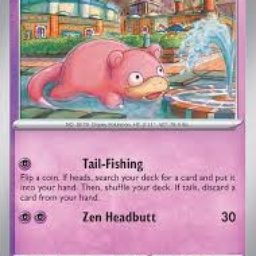 Tail-Fishing
Flip a coin. If heads, search your deck for a card and put it
into your hand. Then, shuffle your deck. If tails, discard a
card from your hand.
Zen Headbutt 30